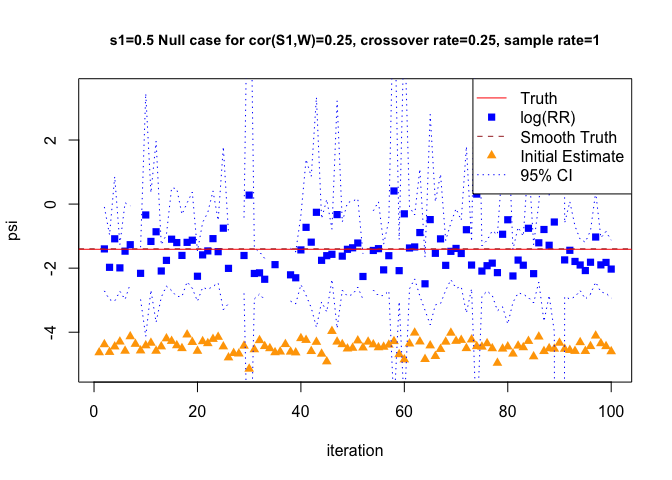 s1=0.5 Null case for cor(S1,W)=0.25, crossover rate=0.25, sample rate=1
Truth
log(RR)
Smooth Truth
Initial Estimate
95% CI
psi
2
0
-2
-4
0
20
40
60
80
100
iteration